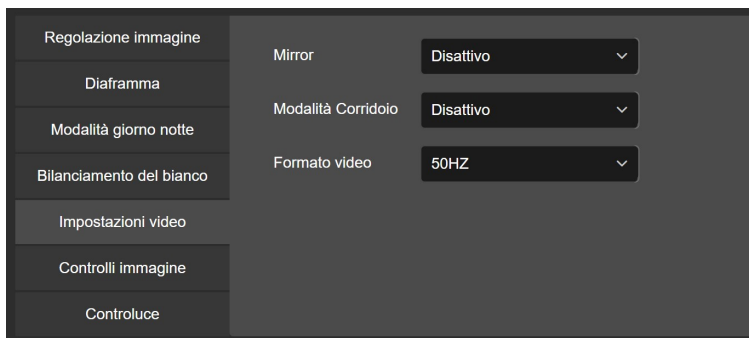 Regolazione immagine
Diaframma
Modalità giorno notte
Bilanciamento del bianco
Impostazioni video
Controlli immagine
Controluce
Mirror Disattivo
Modalità Corridoio Disattivo
Formato video 50HZ